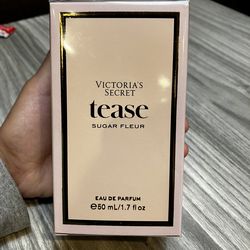 VICTORIA'S
SECRET
tease
SUGAR FLEUR
EAU DE PARFUM
℮50 mL/1.7 fl oz